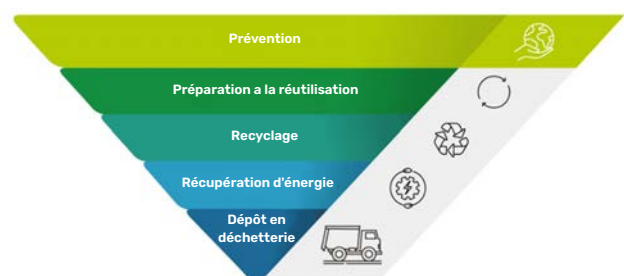 Prévention
Préparation a la réutilisation
Recyclage
Récupération d'énergie
Dépôt en
déchetterie